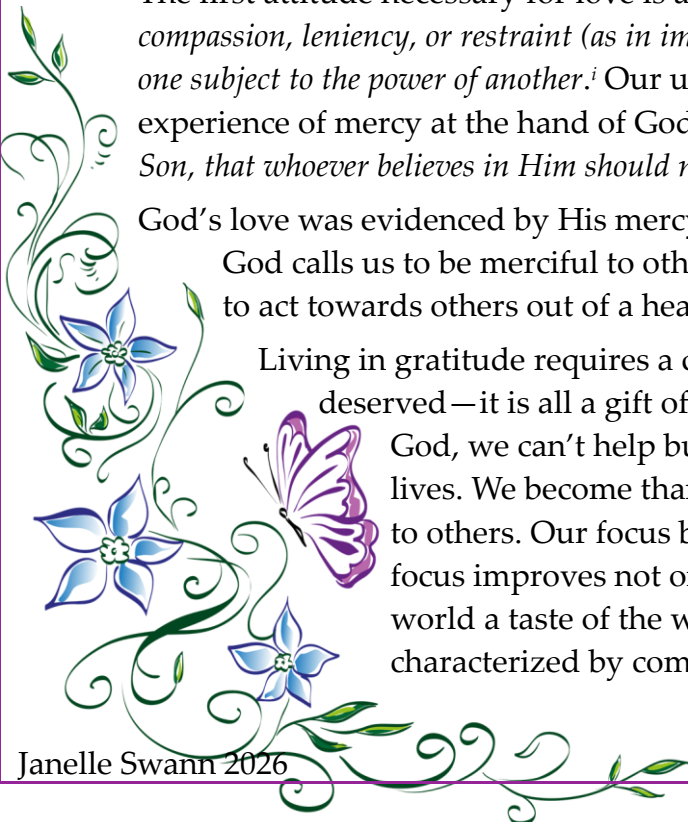 compassion, leniency, or restraint (as in im
one subject to the power of another.i Our u
experience of mercy at the hand of God
Son, that whoever believes in Him should
God's love was evidenced by His mercy
God calls us to be merciful to oth
to act towards others out of a hea
Living in gratitude requires a
deserved—it is all a gift of
God, we can't help bu
lives. We become than
to others. Our focus b
focus improves not
world a taste of the w
characterized by com
Janelle Swann 2026